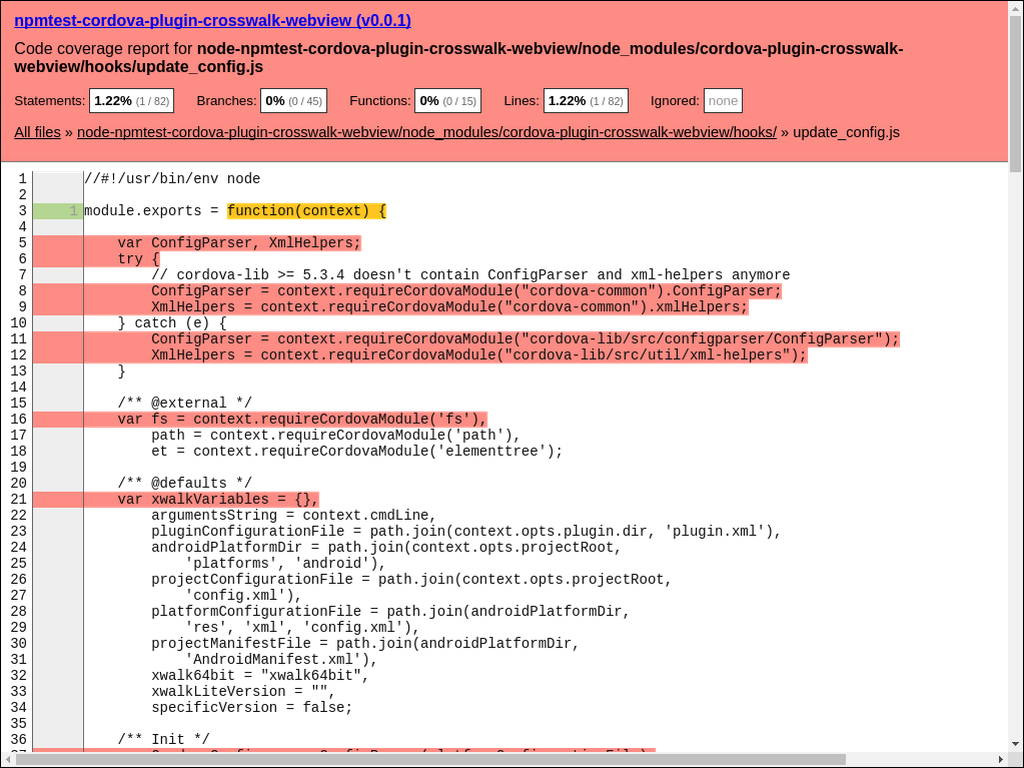 npmtest-cordova-plugin-crosswalk-webview (v0.0.1)
Code coverage report for node-npmtest-cordova-plugin-crosswalk-webview/node_modules/cordova-plugin-crosswalk-
webview/hooks/update_config.js
Statements: 1.22% (1 / 82) Branches: 0% (0 / 45) Functions: 0% (0 / 15) Lines: 1.22% (1 / 82) Ignored: none
All files » node-npmtest-cordova-plugin-crosswalk-webview/node_modules/cordova-plugin-crosswalk-webview/hooks/ » update_config.js
1 //#!/usr/bin/env node
2
3 1 module.exports = function(context) {
4
5 var ConfigParser, XmlHelpers;
6 try {
7 // cordova-lib >= 5.3.4 doesn't contain ConfigParser and xml-helpers anymore
8 ConfigParser = context.requireCordovaModule("cordova-common").ConfigParser;
9 XmlHelpers = context.requireCordovaModule("cordova-common").xmlHelpers;
10 } catch (e) {
11 ConfigParser = context.requireCordovaModule("cordova-lib/src/configparser/ConfigParser");
12 XmlHelpers = context.requireCordovaModule("cordova-lib/src/util/xml-helpers");
13 }
14
15 /** @external */
16 var fs = context.requireCordovaModule('fs'),
17 path = context.requireCordovaModule('path'),
18 et = context.requireCordovaModule('elementtree');
19
20 /** @defaults */
21 var xwalkVariables = {},
22 argumentsString = context.cmdLine,
23 pluginConfigurationFile = path.join(context.opts.plugin.dir, 'plugin.xml'),
24 androidPlatformDir = path.join(context.opts.projectRoot,
25 'platforms', 'android'),
26 projectConfigurationFile = path.join(context.opts.projectRoot,
27 'config.xml'),
28 platformConfigurationFile = path.join(androidPlatformDir,
29 'res', 'xml', 'config.xml'),
30 projectManifestFile = path.join(androidPlatformDir,
31 'AndroidManifest.xml'),
32 xwalk64bit = "xwalk64bit",
33 xwalkLiteVersion = "",
34 specificVersion = false;
35
36 /** Init */